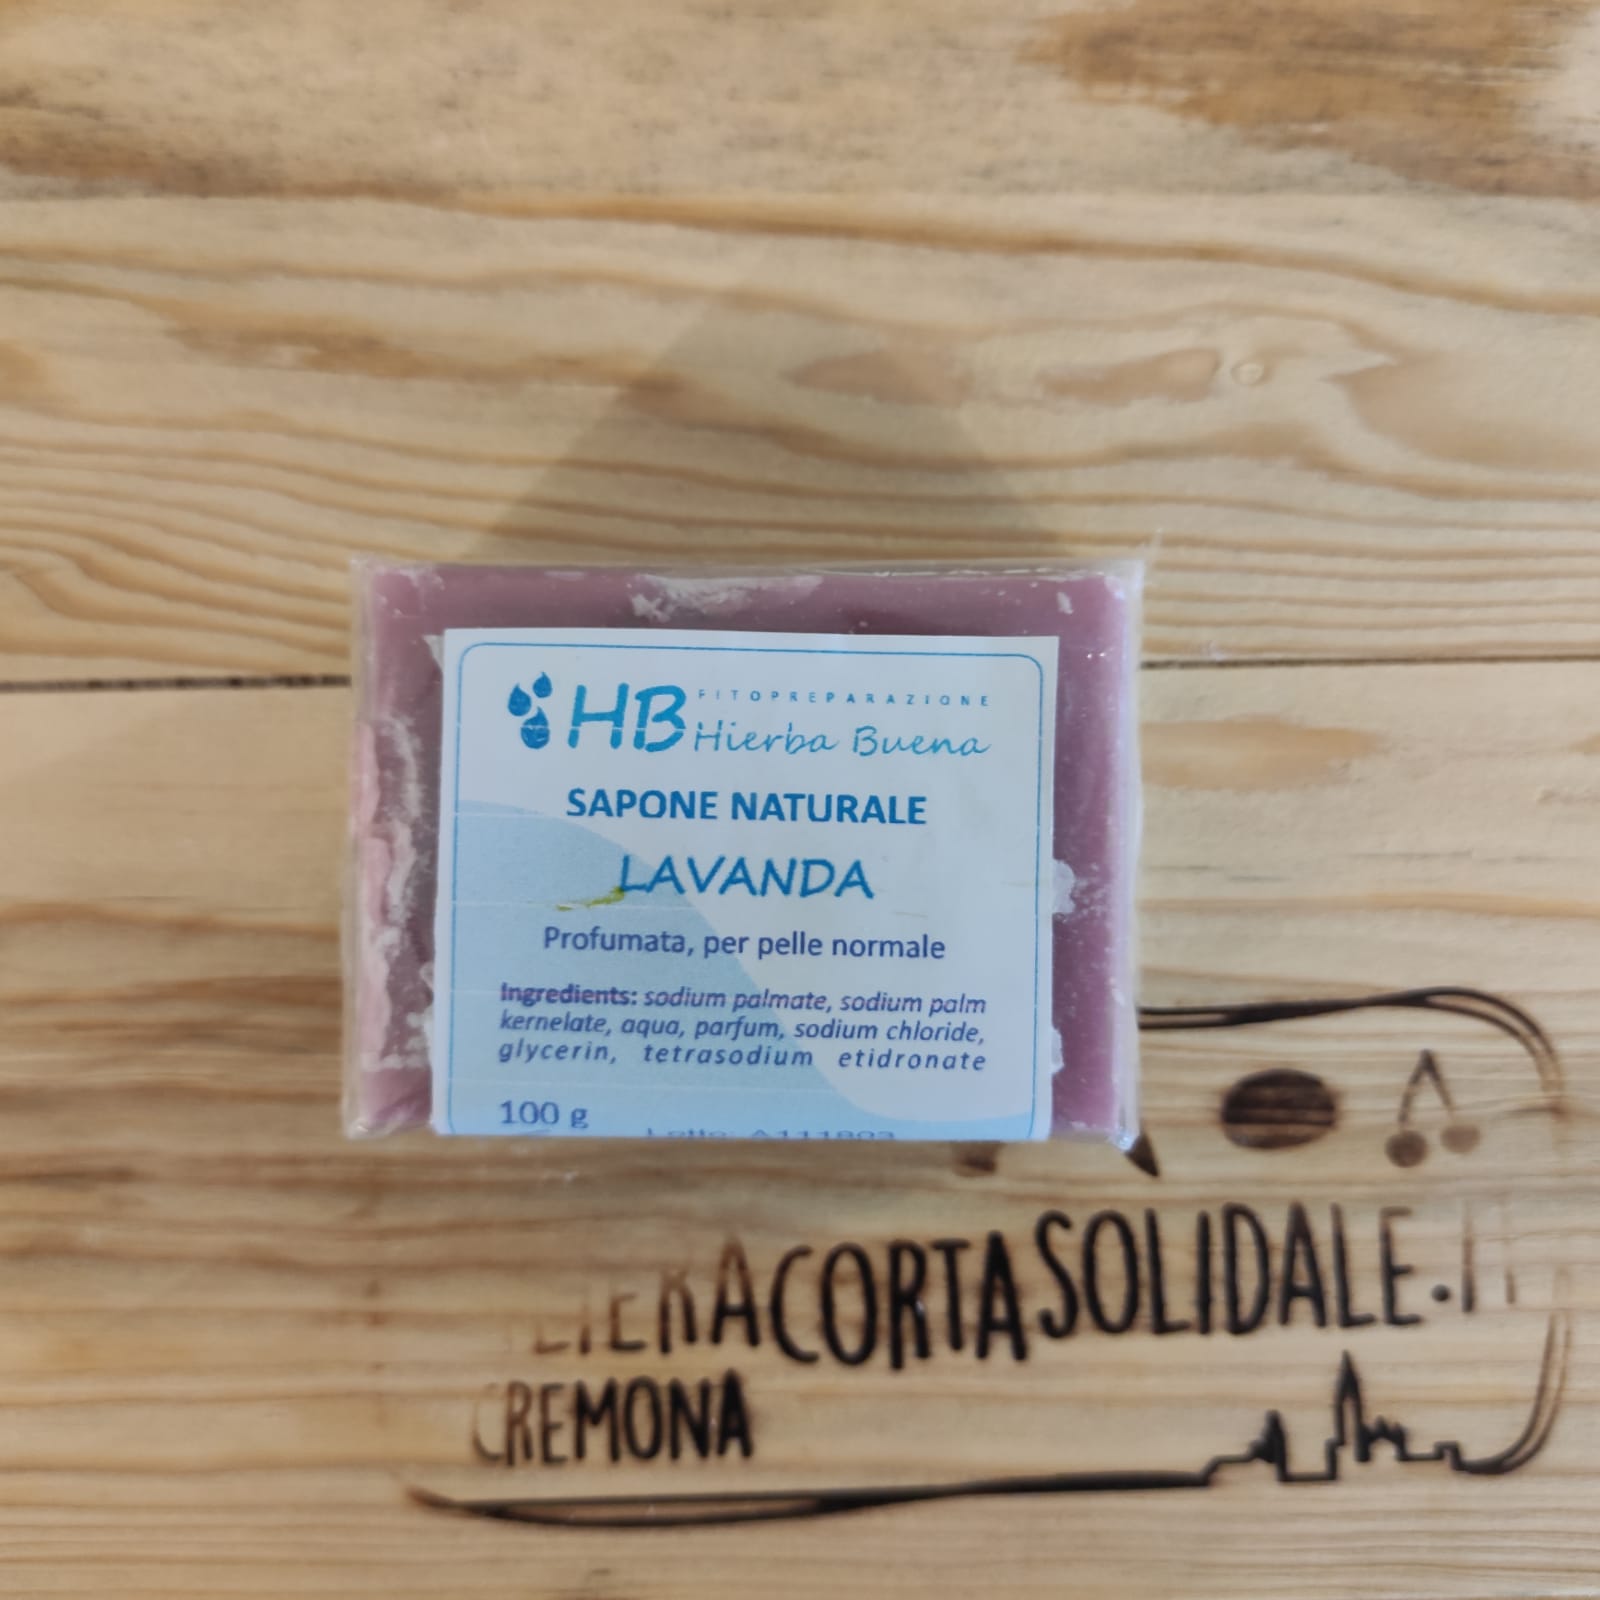 HB FITOPREPARAZIONE
Hierba Buena
SAPONE NATURALE
LAVANDA
Profumata, per pelle normale
Ingredients: sodium palmate, sodium palm
kernelate, aqua, parfum, sodium chloride,
glycerin, tetrasodium etidronate
100 g
CORTASOLIDALE.IT
CREMONA